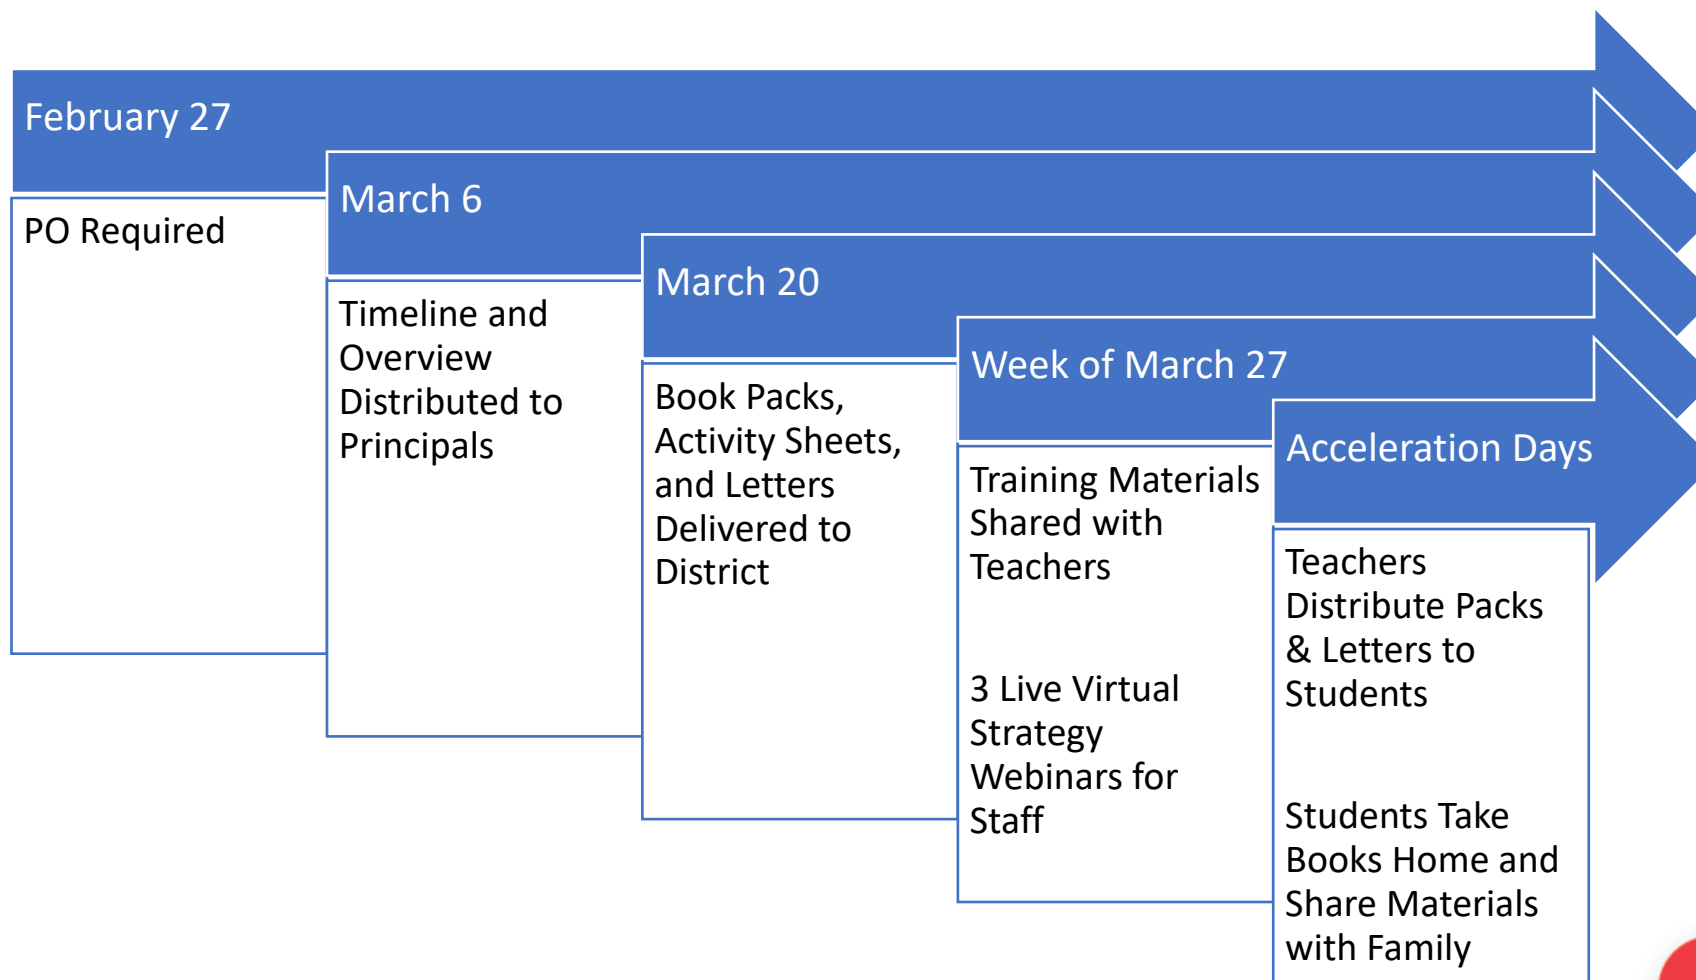 February 27
PO Required
March 6
Timeline and
Overview
Distributed to
Principals
March 20
Book Packs,
Activity Sheets,
and Letters
Delivered to
District
Week of March 27
Training Materials
Shared with
Teachers
3 Live Virtual
Strategy
Webinars for
Staff
Acceleration Days
Teachers
Distribute Packs
& Letters to
Students
Students Take
Books Home and
Share Materials
with Family